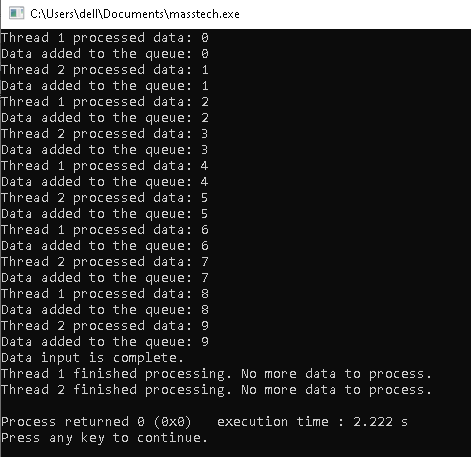 C:\Users\dell\Documents\masstech.exe
Thread 1 processed data: 0
Data added to the queue: 0
Thread 2 processed data: 1
Data added to the queue: 1
Thread 1 processed data: 2
Data added to the queue: 2
Thread 2 processed data: 3
Data added to the queue: 3
Thread 1 processed data: 4
Data added to the queue: 4
Thread 2 processed data: 5
Data added to the queue: 5
Thread 1 processed data: 6
Data added to the queue: 6
Thread 2 processed data: 7
Data added to the queue: 7
Thread 1 processed data: 8
Data added to the queue: 8
Thread 2 processed data: 9
Data added to the queue: 9
Data input is complete.
Thread 1 finished processing. No more data to process.
Thread 2 finished processing. No more data to process.
Process returned 0 (0x0)   execution time : 2.222 s
Press any key to continue.